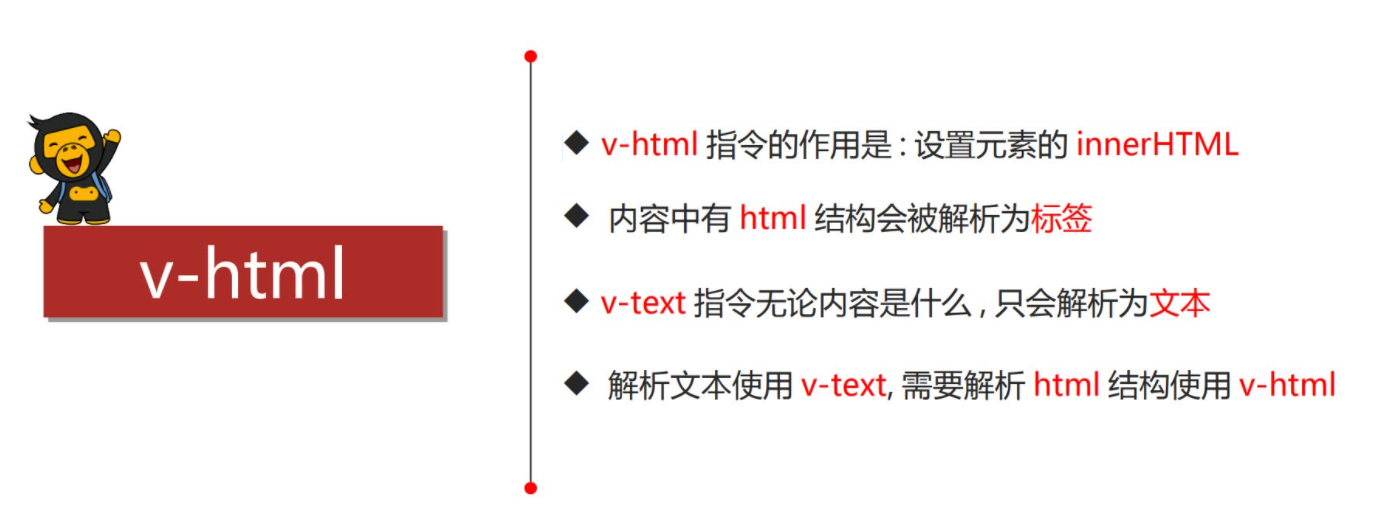 v-html
◆ v-html 指令的作用是 : 设置元素的 innerHTML
◆ 内容中有 html 结构会被解析为标签
◆ v-text 指令无论内容是什么 , 只会解析为文本
◆ 解析文本使用 v-text, 需要解析 html 结构使用 v-html